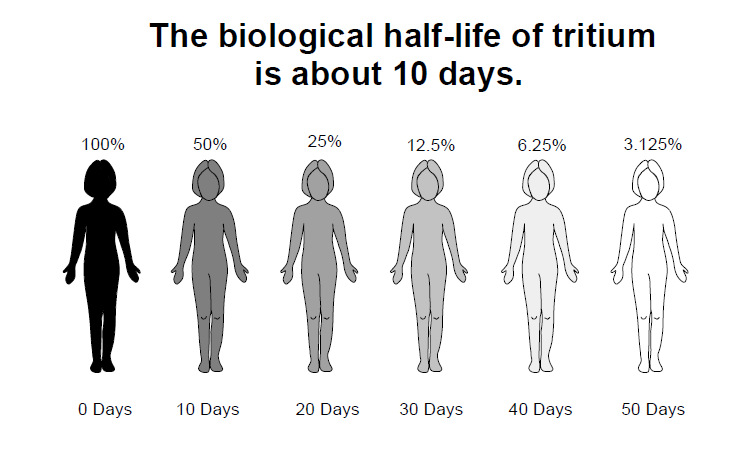 The biological half-life of tritium
is about 10 days.
100% 50% 25% 12.5% 6.25% 3.125%
0 Days 10 Days 20 Days 30 Days 40 Days 50 Days